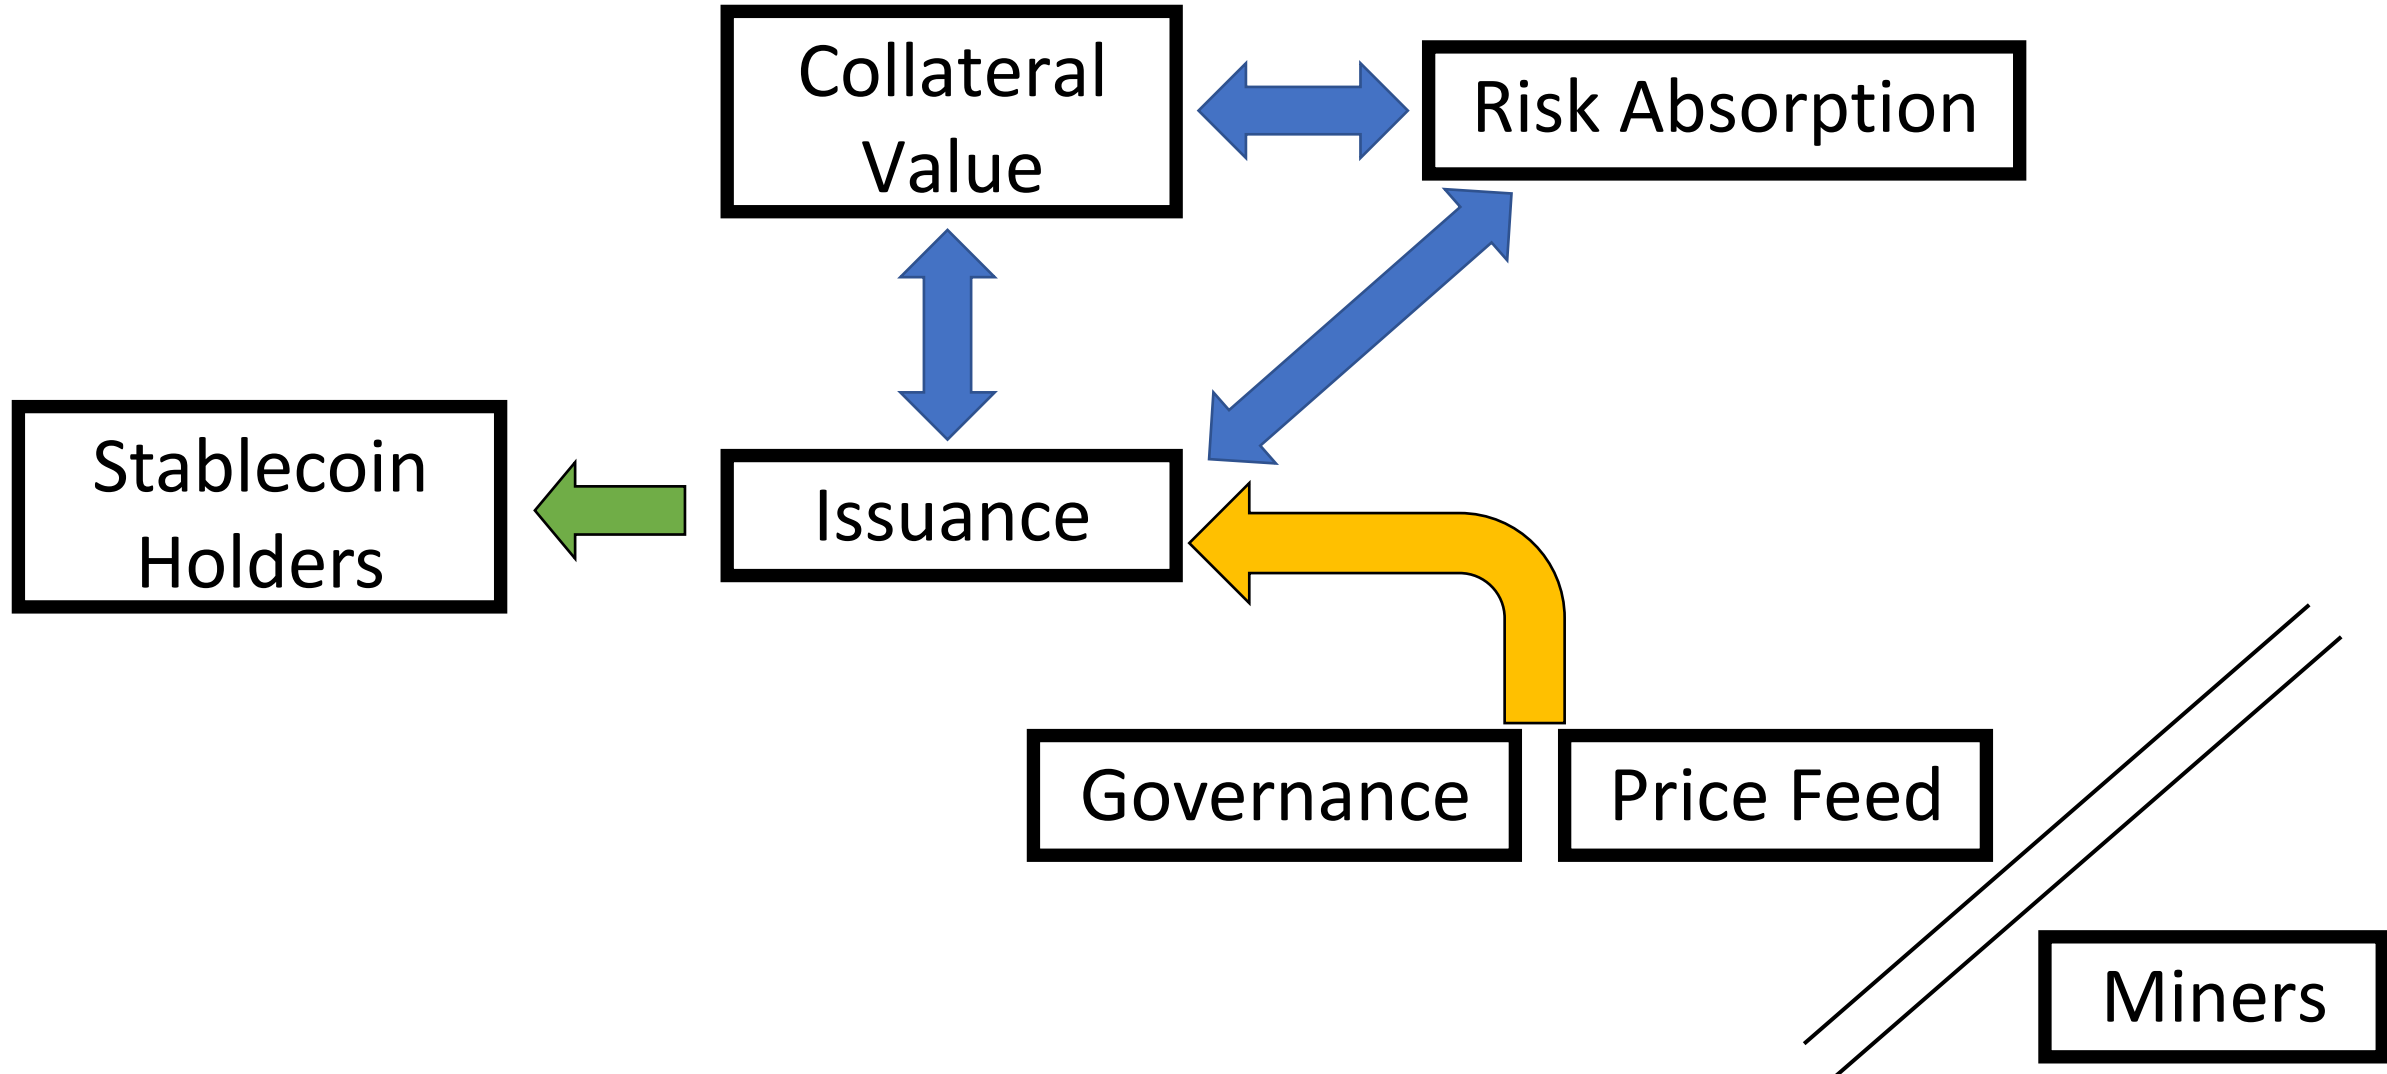 Collateral
Value
Risk Absorption
Stablecoin
Holders
Issuance
Governance
Price Feed
Miners